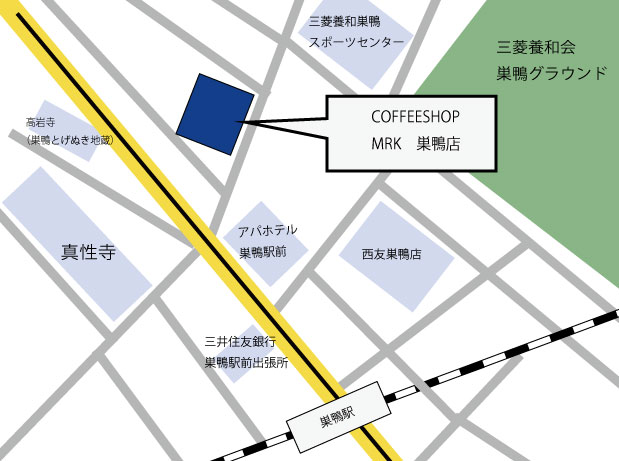 三菱養和巣鴨
スポーツセンター
三菱養和会
巣鴨グラウンド
高岩寺
（巣鴨とげぬき地蔵）
COFFEESHOP
MRK　巣鴨店
真性寺
アパホテル
巣鴨駅前
西友巣鴨店
三井住友銀行
巣鴨駅前出張所
巣鴨駅